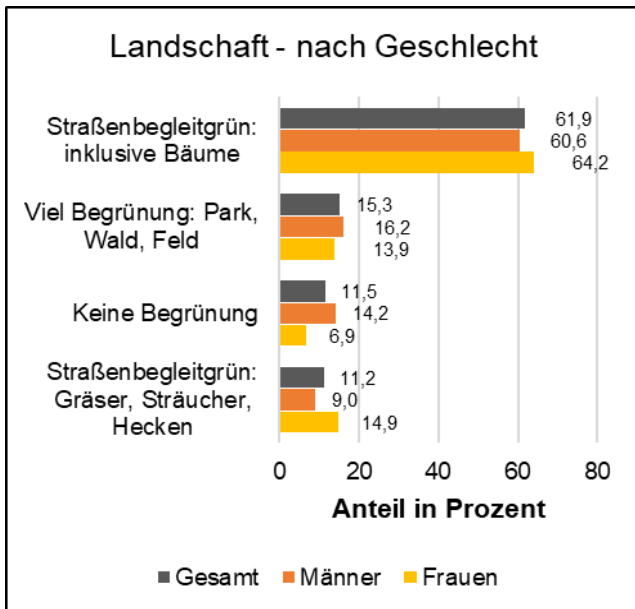 Landschaft - nach Geschlecht
Straßenbegleitgrün:
inklusive Bäume
61,9
60,6
64,2
Viel Begrünung: Park,
Wald, Feld
15,3
16,2
13,9
Keine Begrünung
11,5
14,2
6,9
Straßenbegleitgrün:
Gräser, Sträucher,
Hecken
11,2
9,0
14,9
0 20 40 60 80
Anteil in Prozent
Gesamt Männer Frauen